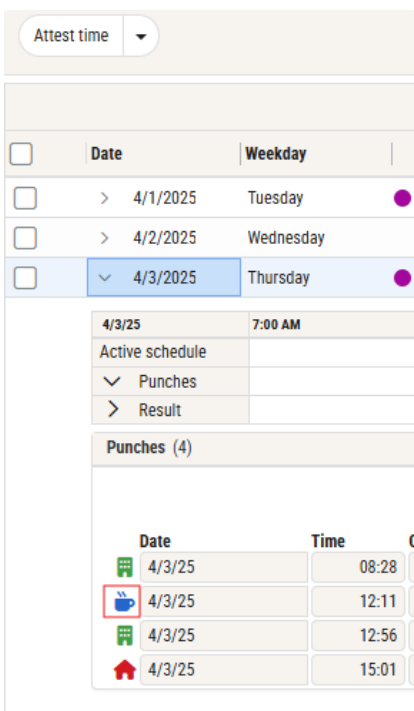 Attest time
Date Weekday
4/1/2025 Tuesday
4/2/2025 Wednesday
4/3/2025 Thursday
4/3/25 7:00 AM
Active schedule
Punches
Result
Punches (4)
Date Time
4/3/25 08:28
4/3/25 12:11
4/3/25 12:56
4/3/25 15:01